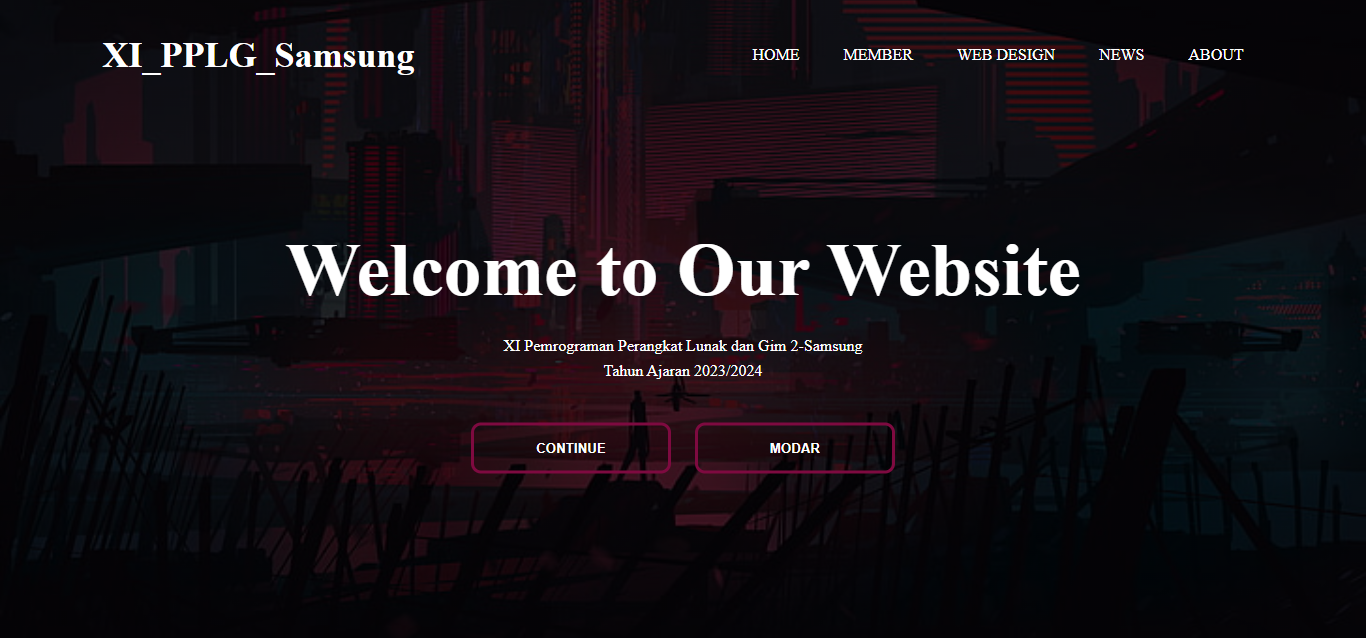 XI_PPLG_Samsung
HOME MEMBER WEB DESIGN NEWS ABOUT
Welcome to Our Website
XI Pemrograman Perangkat Lunak dan Gim 2-Samsung
Tahun Ajaran 2023/2024
CONTINUE MODAR